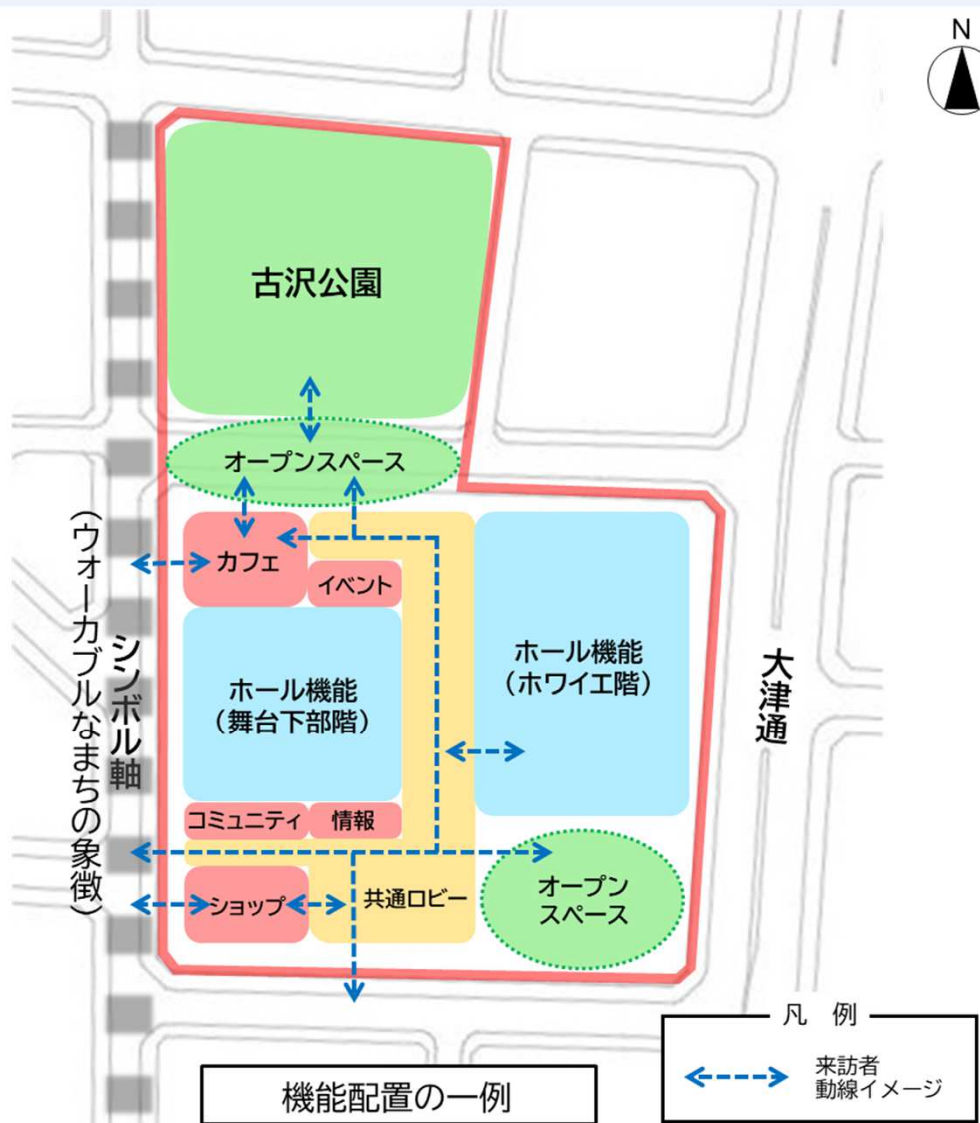 N
古沢公園
オープンスペース
カフェ
イベント
ホール機能
（舞台下部階）
ホール機能
（ホワイエ階）
シンボル軸
（ウォーカブルなまちの象徴）
大津通
コミュニティ
情報
ショップ
共通ロビー
オープン
スペース
凡　例
来訪者
動線イメージ
機能配置の一例